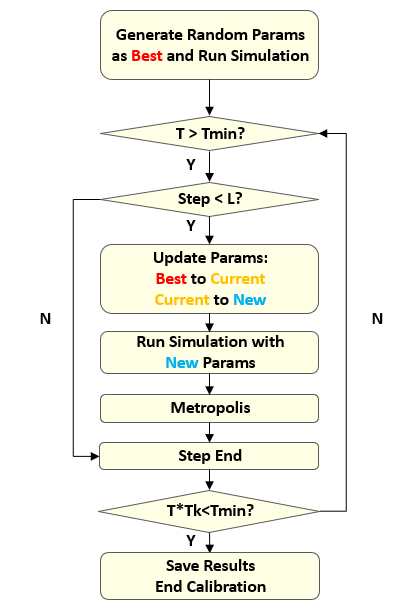 Generate Random Params
as Best and Run Simulation
T > Tmin?
Y
Step < L?
Y
Update Params:
Best to Current
Current to New
N
N
Run Simulation with
New Params
Metropolis
Step End
T*Tk<Tmin?
Y
Save Results
End Calibration